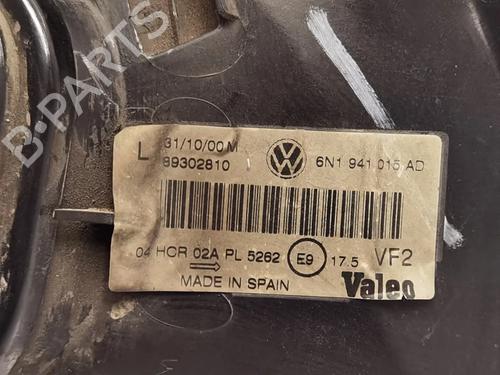 B-PARTS
L 31/10/00 M
89302810
6N1 941 015 AD
04 HCR 02A PL 5262 E9 17.5 VF2
MADE IN SPAIN
Valeo